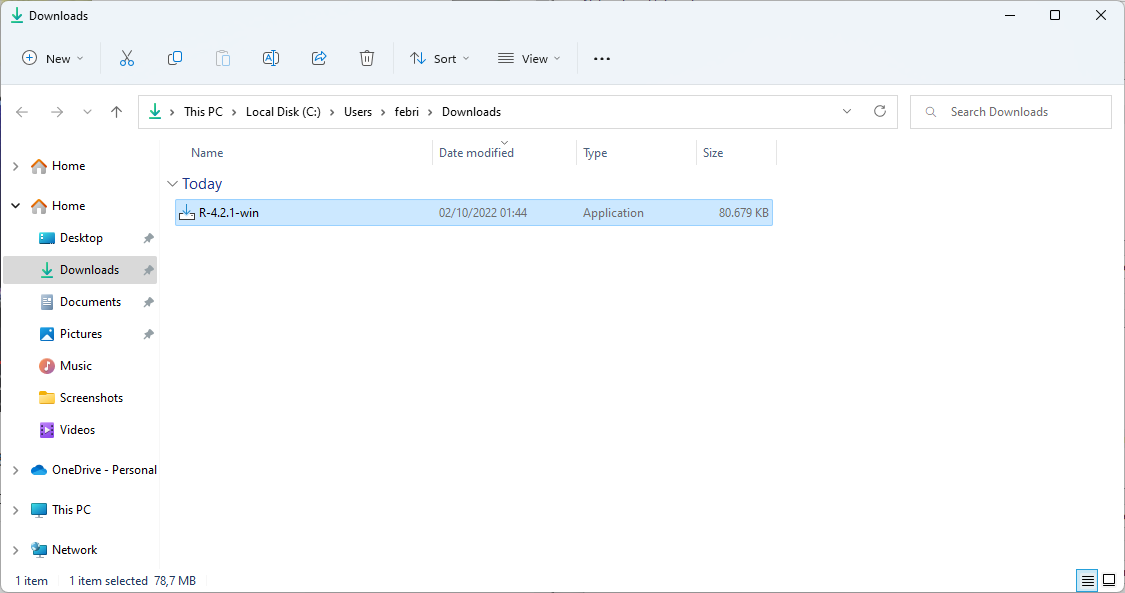 Downloads
New
Sort
View
This PC
Local Disk (C:)
Users
febri
Downloads
Search Downloads
Name
Date modified
Type
Size
Today
R-4.2.1-win
02/10/2022 01:44
Application
80.679 KB
Home
Home
Desktop
Downloads
Documents
Pictures
Music
Screenshots
Videos
OneDrive - Personal
This PC
Network
1 item
1 item selected
78,7 MB